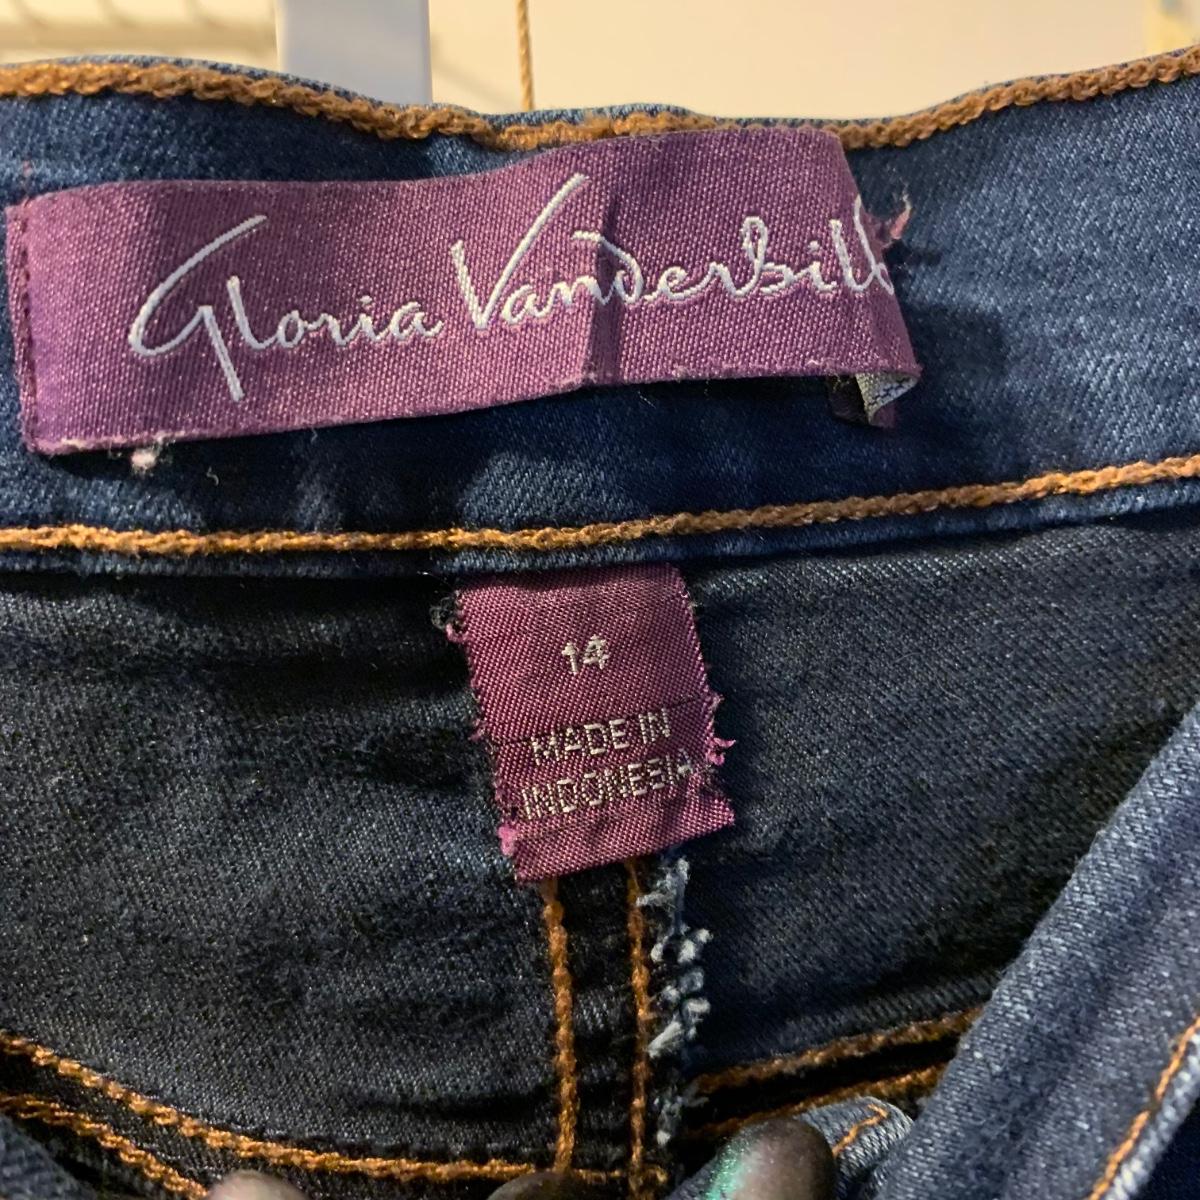 Gloria Vanderbilt
14
MADE IN
INDONESIA